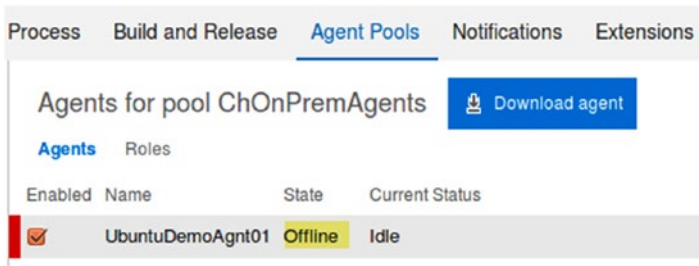 Process Build and Release Agent Pools Notifications Extensions
Agents for pool ChOnPremAgents Download agent
Agents Roles
Enabled Name State Current Status
UbuntuDemoAgnt01 Offline Idle